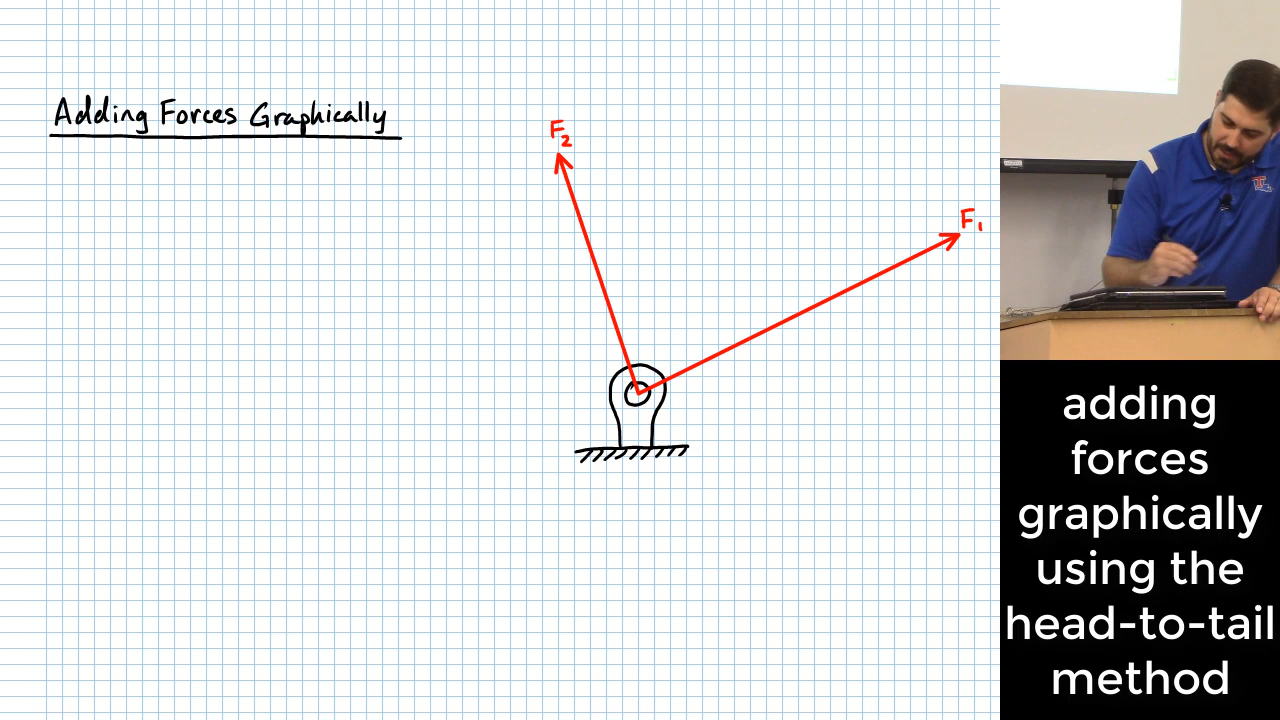 Adding Forces Graphically
F₂
F₁
adding
forces
graphically
using the
head-to-tail
method